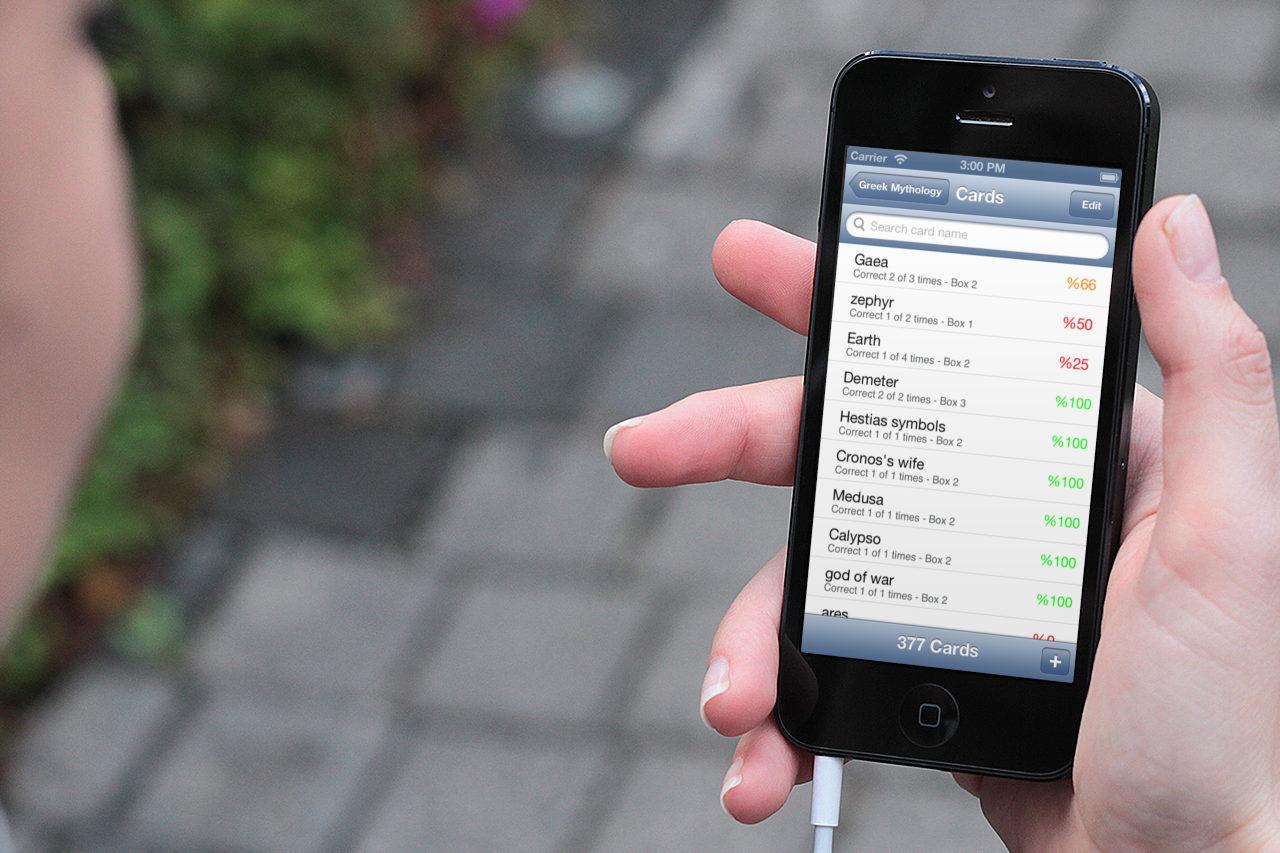 Carrier 3:00 PM
Greek Mythology Cards Edit
Search card name
Gaea
Correct 2 of 3 times - Box 2 %66
zephyr
Correct 1 of 2 times - Box 1 %50
Earth
Correct 1 of 4 times - Box 2 %25
Demeter
Correct 2 of 2 times - Box 3 %100
Hestias symbols
Correct 1 of 1 times - Box 2 %100
Cronos's wife
Correct 1 of 1 times - Box 2 %100
Medusa
Correct 1 of 1 times - Box 2 %100
Calypso
Correct 1 of 1 times - Box 2 %100
god of war
Correct 1 of 1 times - Box 2 %100
ares %0
377 Cards +